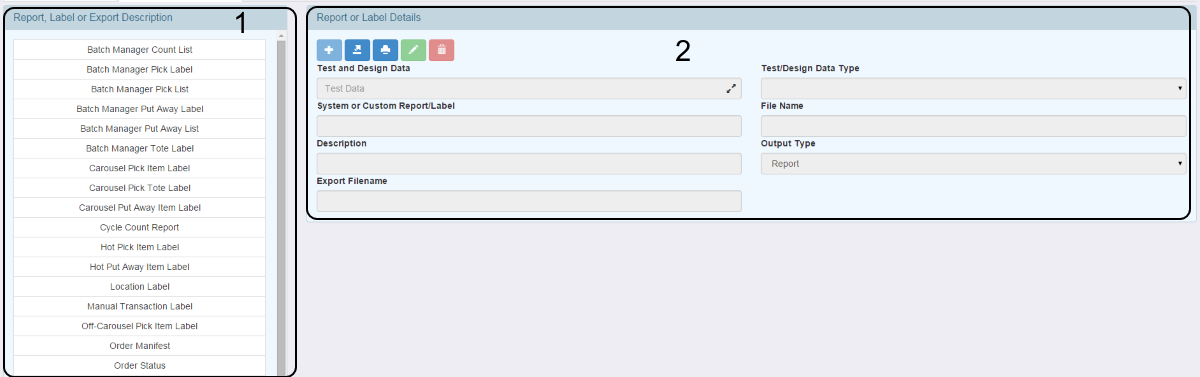 Report, Label or Export Description
1
Batch Manager Count List
Batch Manager Pick Label
Batch Manager Pick List
Batch Manager Put Away Label
Batch Manager Put Away List
Batch Manager Tote Label
Carousel Pick Item Label
Carousel Pick Tote Label
Carousel Put Away Item Label
Cycle Count Report
Hot Pick Item Label
Hot Put Away Item Label
Location Label
Manual Transaction Label
Off-Carousel Pick Item Label
Order Manifest
Order Status
Report or Label Details
2
Test and Design Data
Test/Design Data Type
Test Data
System or Custom Report/Label
File Name
Description
Output Type
Report
Export Filename